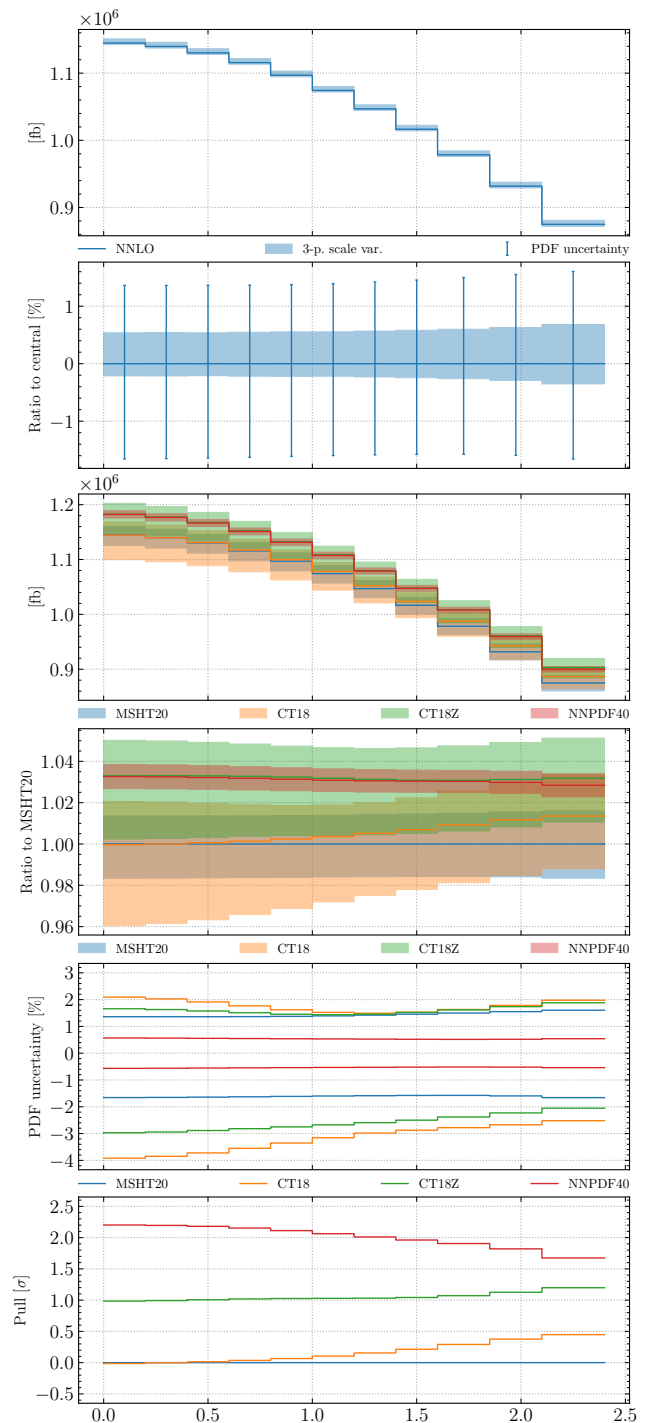 ×10⁶
1.1
1.0
0.9
[fb]
NNLO 3-p. scale var. PDF uncertainty
1
0
−1
Ratio to central [%]
×10⁶
1.2
1.1
1.0
0.9
[fb]
MSHT20 CT18 CT18Z NNPDF40
1.04
1.02
1.00
0.98
0.96
Ratio to MSHT20
MSHT20 CT18 CT18Z NNPDF40
3
2
1
0
−1
−2
−3
−4
PDF uncertainty [%]
MSHT20 CT18 CT18Z NNPDF40
2.5
2.0
1.5
1.0
0.5
0.0
−0.5
Pull [σ]
0.0 0.5 1.0 1.5 2.0 2.5